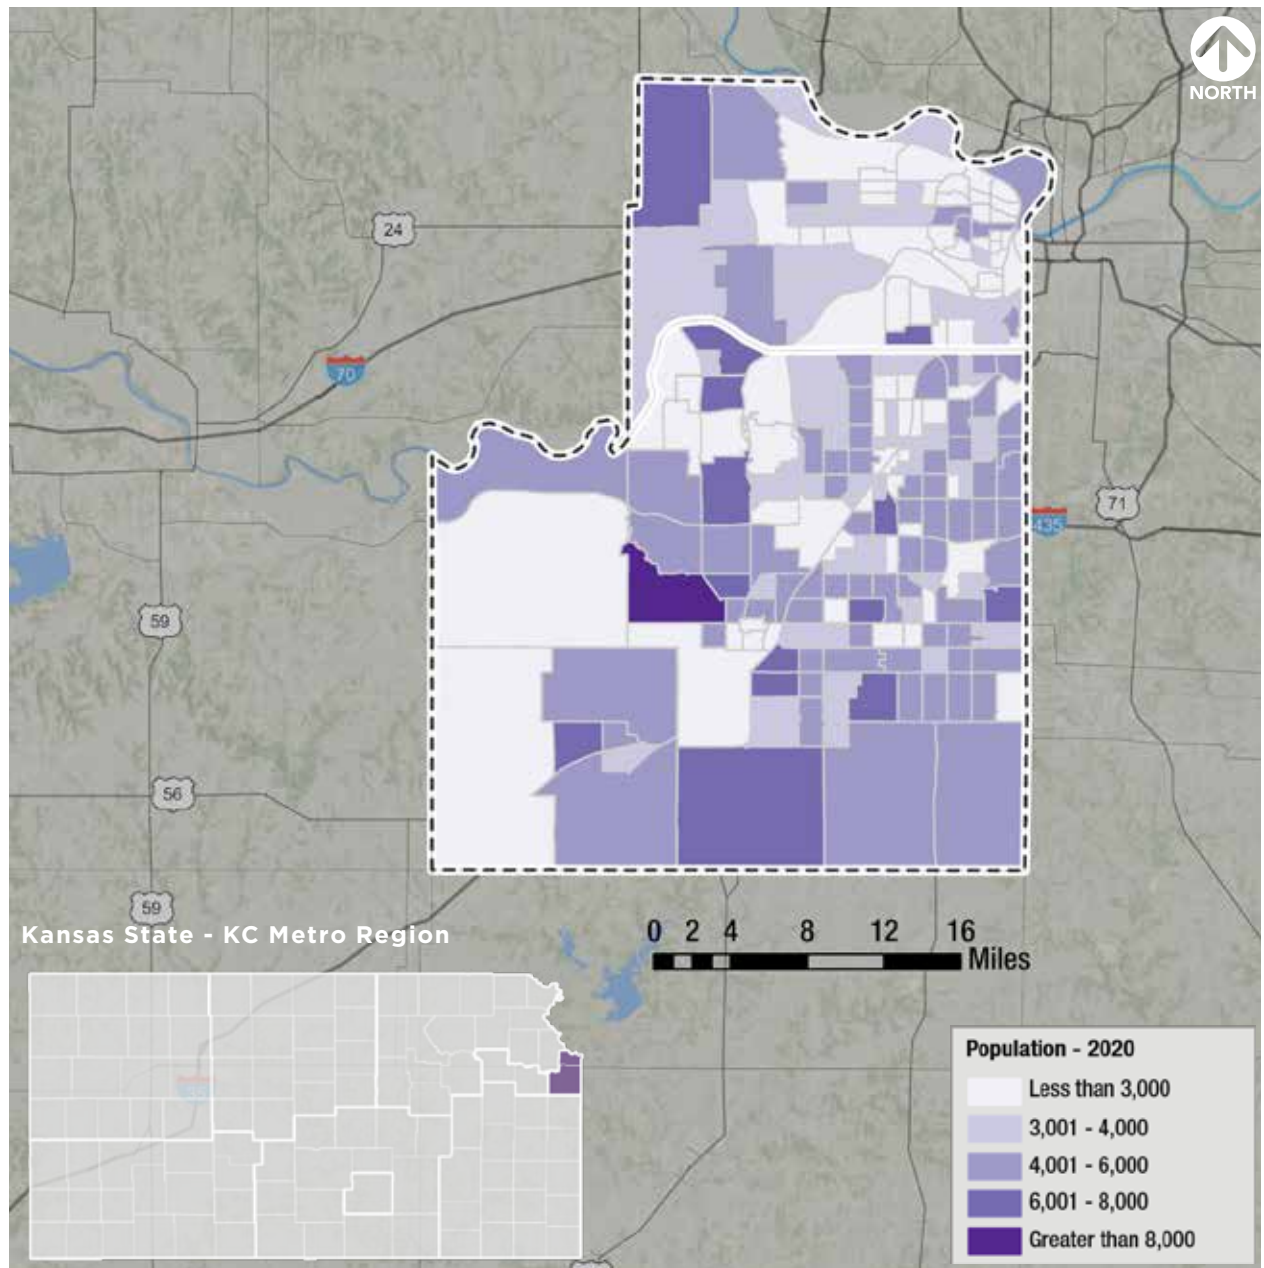 NORTH
24
70
71
435
59
56
59
Kansas State - KC Metro Region
0 2 4 8 12 16
Miles
Population - 2020
Less than 3,000
3,001 - 4,000
4,001 - 6,000
6,001 - 8,000
Greater than 8,000